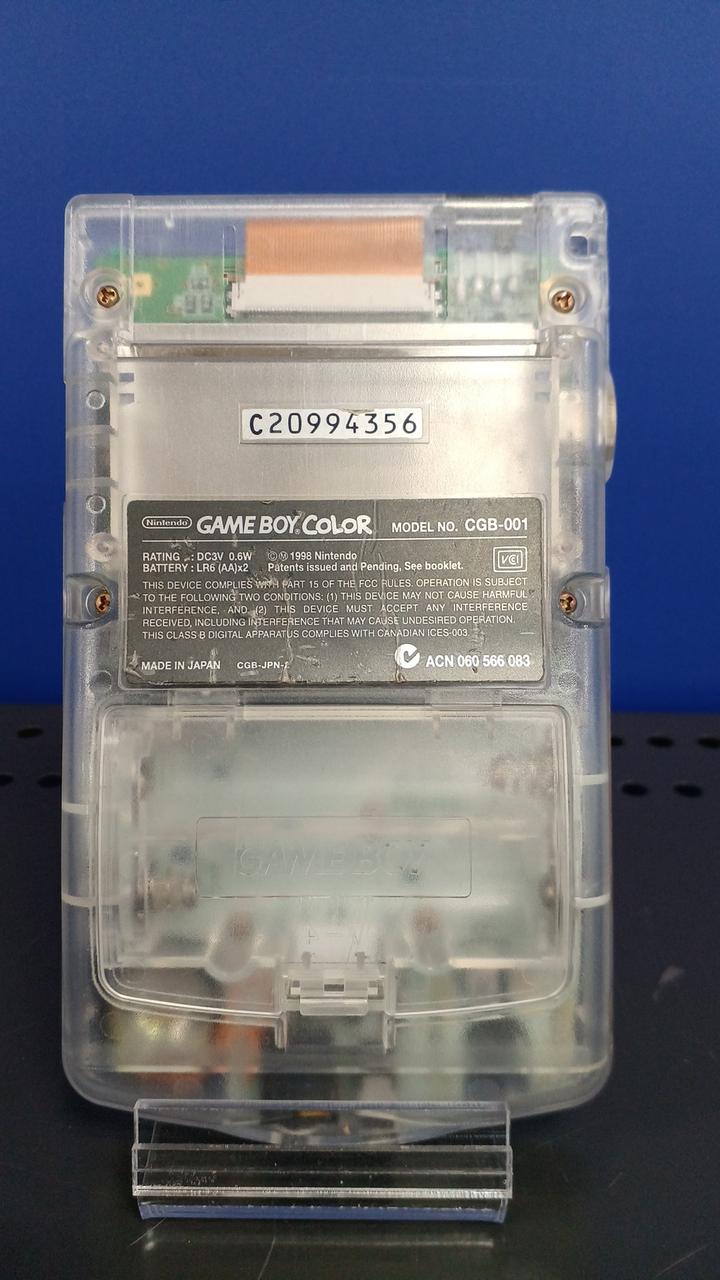 C20994356
Nintendo GAME BOY COLOR MODEL NO. CGB-001
RATING : DC3V 0.6W © Ⓜ 1998 Nintendo
BATTERY : LR6 (AA)x2 Patents issued and Pending, See booklet.
VCI
THIS DEVICE COMPLIES WITH PART 15 OF THE FCC RULES. OPERATION IS SUBJECT
TO THE FOLLOWING TWO CONDITIONS: (1) THIS DEVICE MAY NOT CAUSE HARMFUL
INTERFERENCE, AND (2) THIS DEVICE MUST ACCEPT ANY INTERFERENCE
RECEIVED, INCLUDING INTERFERENCE THAT MAY CAUSE UNDESIRED OPERATION.
THIS CLASS B DIGITAL APPARATUS COMPLIES WITH CANADIAN ICES-003.
MADE IN JAPAN ACN 060 566 083
GAME BOY